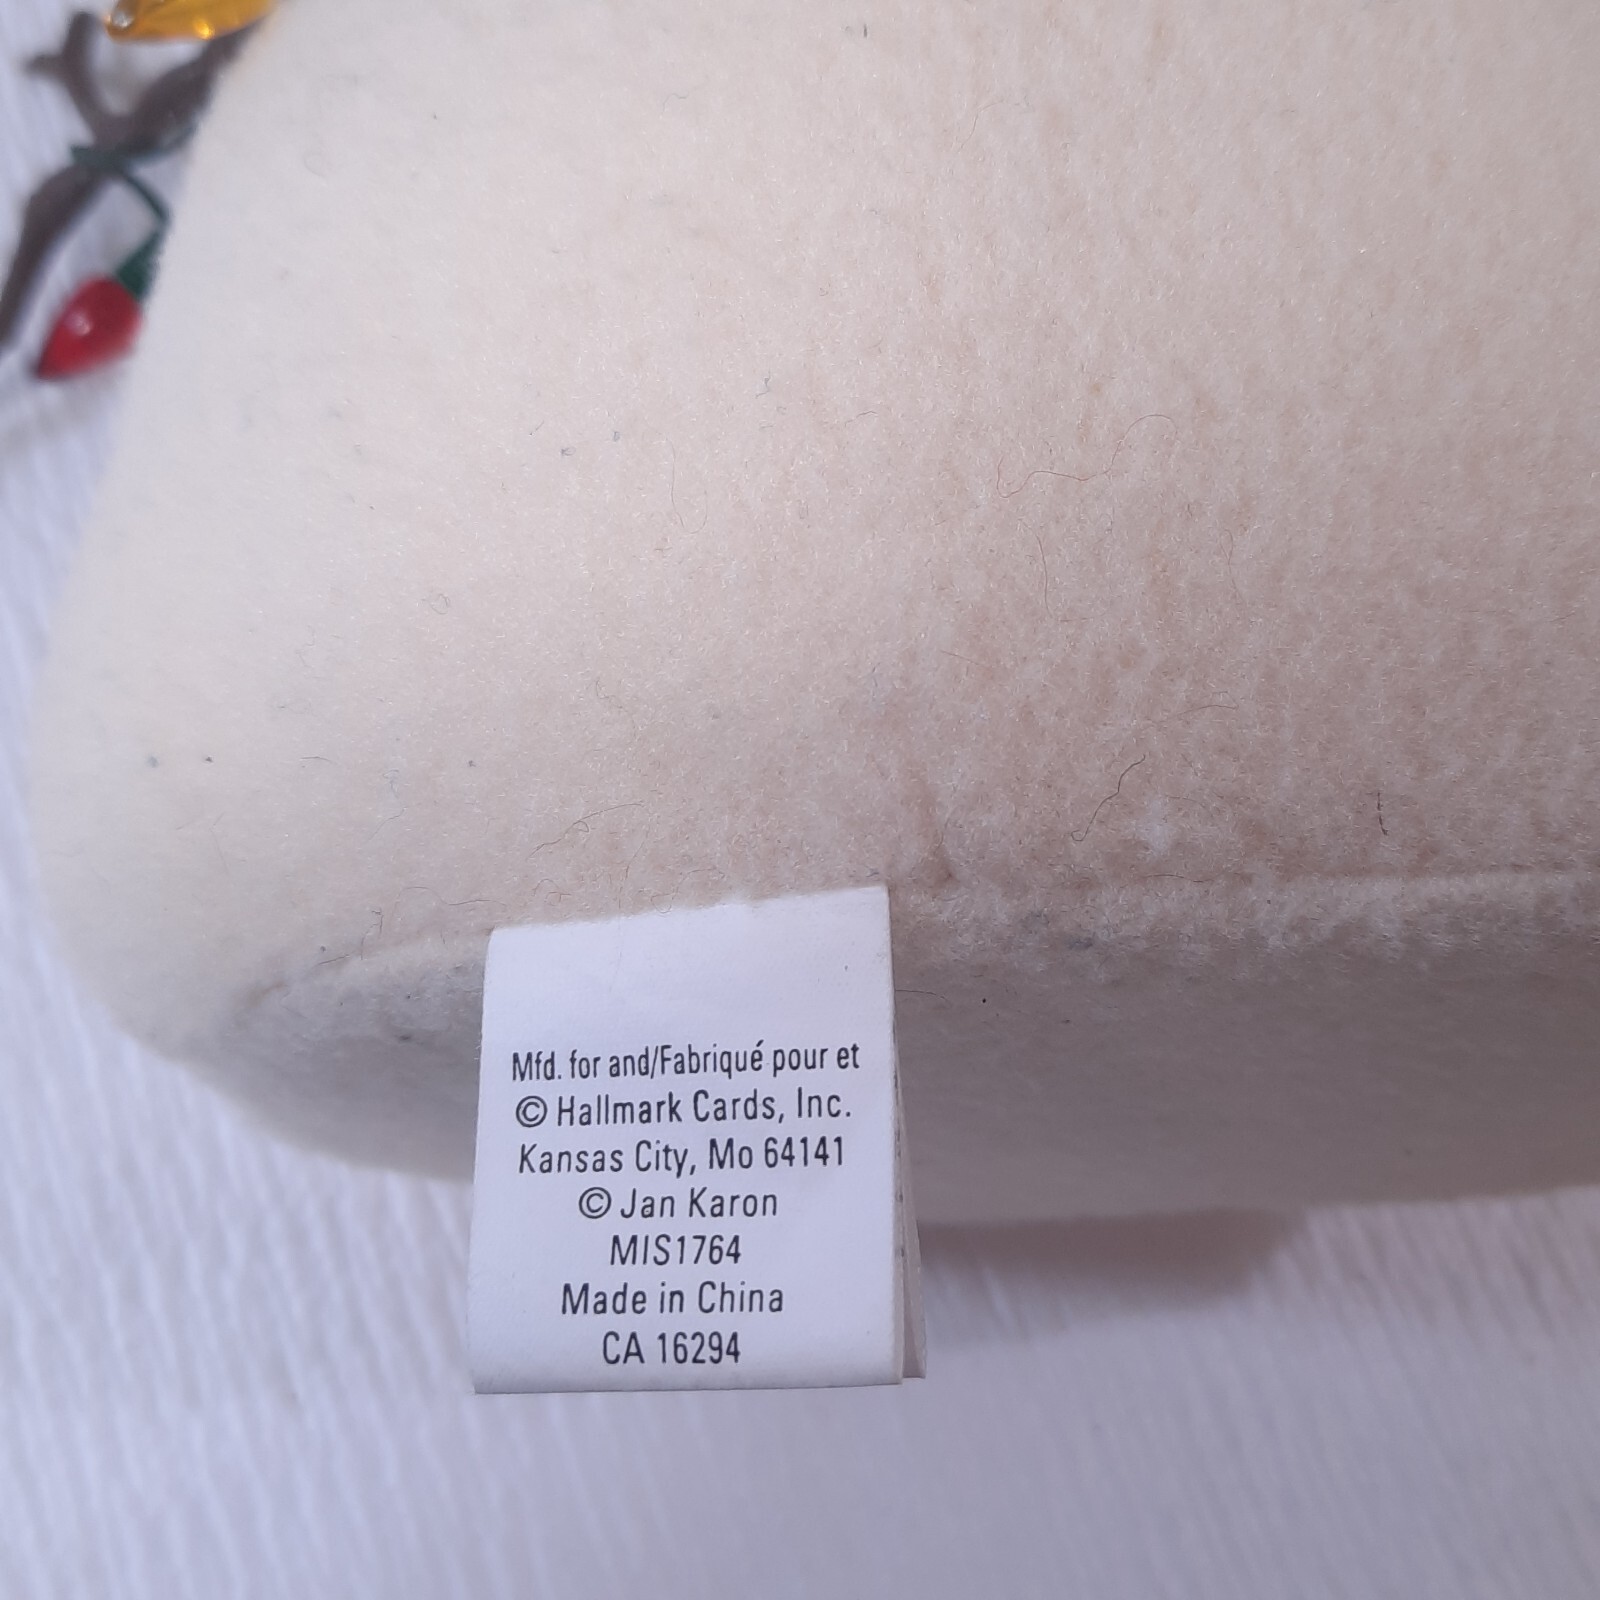 Mfd. for and/Fabriqué pour et
© Hallmark Cards, Inc.
Kansas City, Mo 64141
© Jan Karon
MIS1764
Made in China
CA 16294